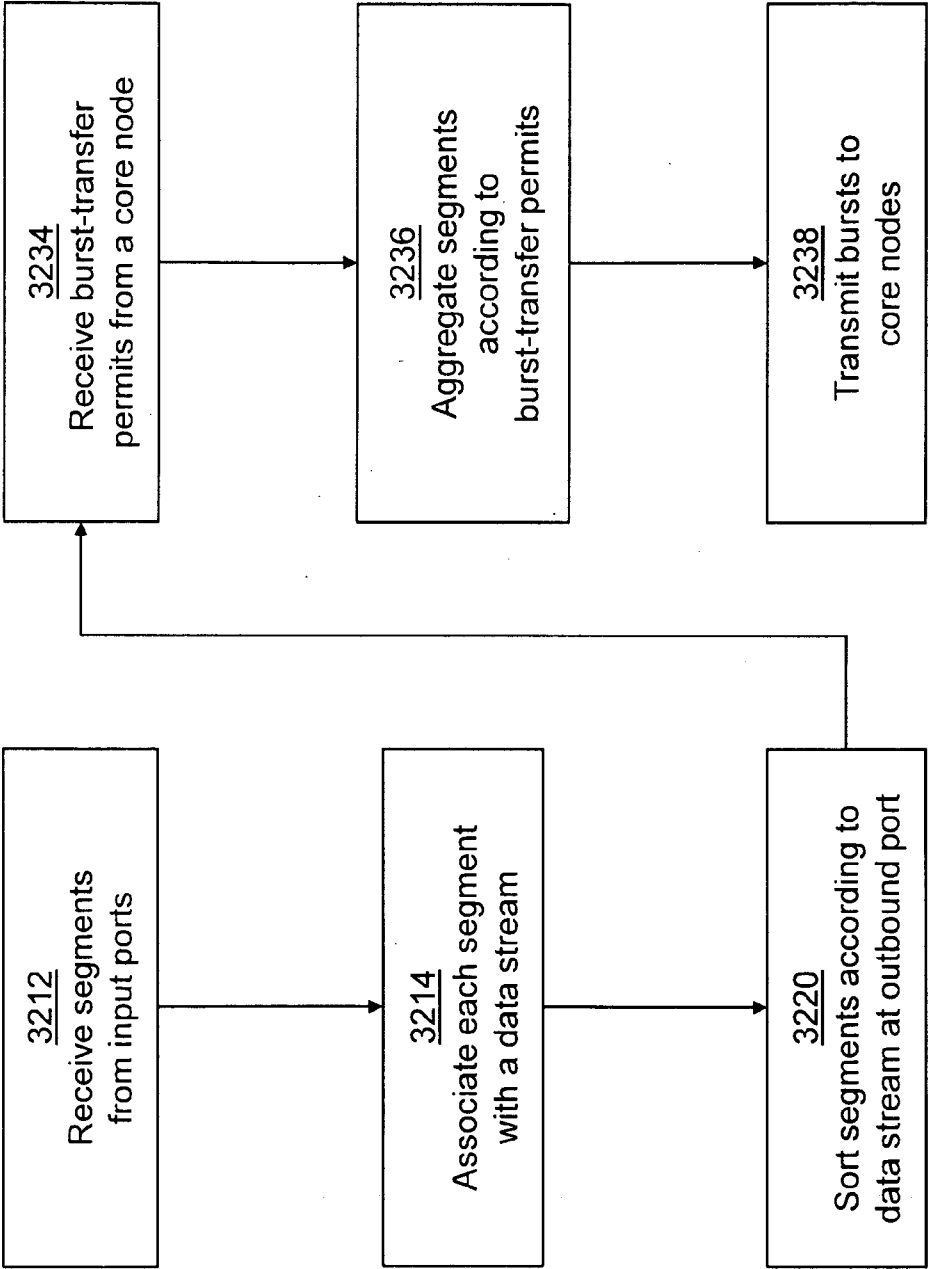 3212
Receive segments
from input ports
3214
Associate each segment
with a data stream
3220
Sort segments according to
data stream at outbound port
3234
Receive burst-transfer
permits from a core node
3236
Aggregate segments
according to
burst-transfer permits
3238
Transmit bursts to
core nodes